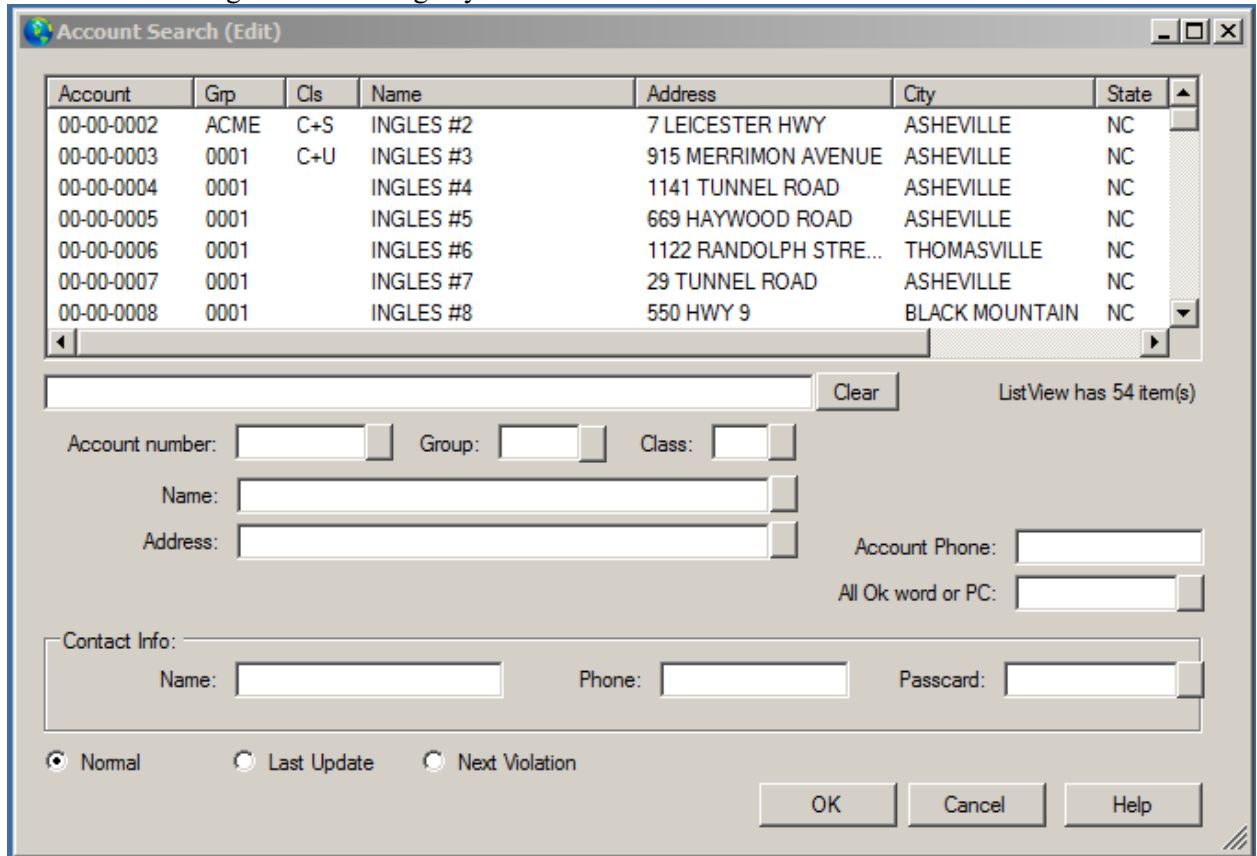 Account Search (Edit)
Account Grp Cls Name Address City State
00-00-0002 ACME C+S INGLES #2 7 LEICESTER HWY ASHEVILLE NC
00-00-0003 0001 C+U INGLES #3 915 MERRIMON AVENUE ASHEVILLE NC
00-00-0004 0001 INGLES #4 1141 TUNNEL ROAD ASHEVILLE NC
00-00-0005 0001 INGLES #5 669 HAYWOOD ROAD ASHEVILLE NC
00-00-0006 0001 INGLES #6 1122 RANDOLPH STRE... THOMASVILLE NC
00-00-0007 0001 INGLES #7 29 TUNNEL ROAD ASHEVILLE NC
00-00-0008 0001 INGLES #8 550 HWY 9 BLACK MOUNTAIN NC
Clear ListView has 54 item(s)
Account number: Group: Class:
Name:
Address:
Account Phone:
All Ok word or PC:
Contact Info:
Name: Phone: Passcard:
Normal Last Update Next Violation
OK Cancel Help